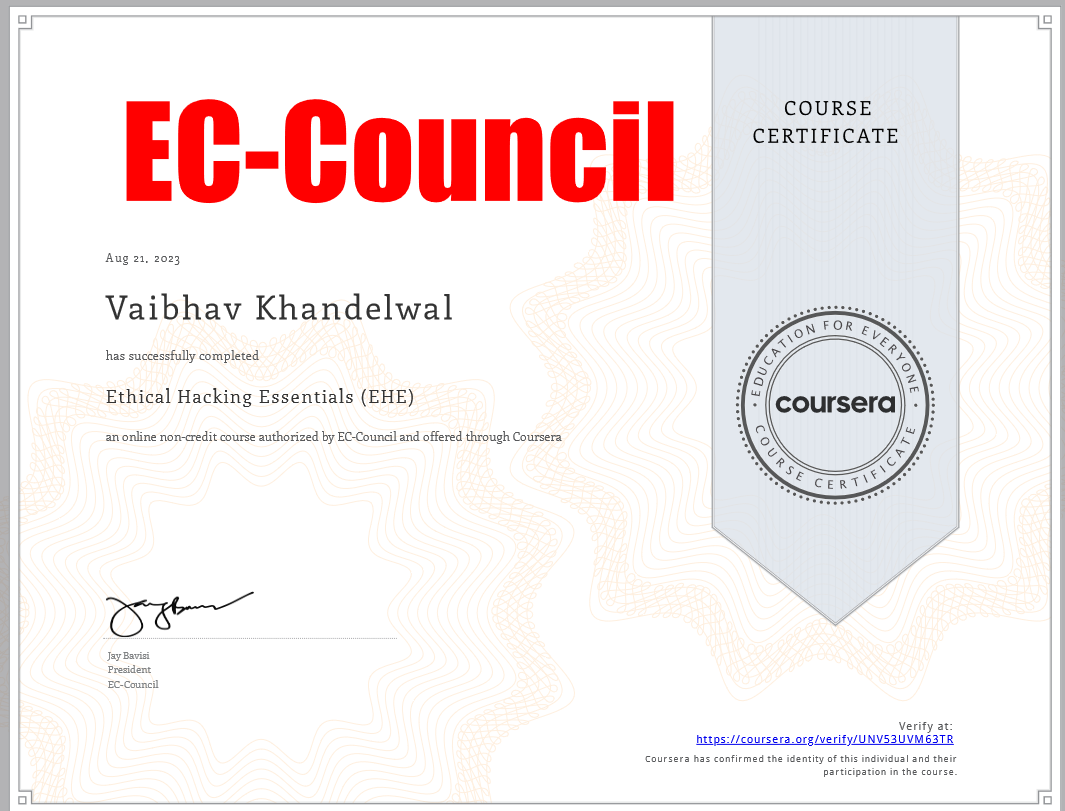 EC-Council
COURSE
CERTIFICATE
Aug 21, 2023
Vaibhav Khandelwal
has successfully completed
Ethical Hacking Essentials (EHE)
an online non-credit course authorized by EC-Council and offered through Coursera
EDUCATION FOR EVERYONE
coursera
COURSE CERTIFICATE
Jay Bavisi
President
EC-Council
Verify at:
https://coursera.org/verify/UNV53UVM63TR
Coursera has confirmed the identity of this individual and their
participation in the course.